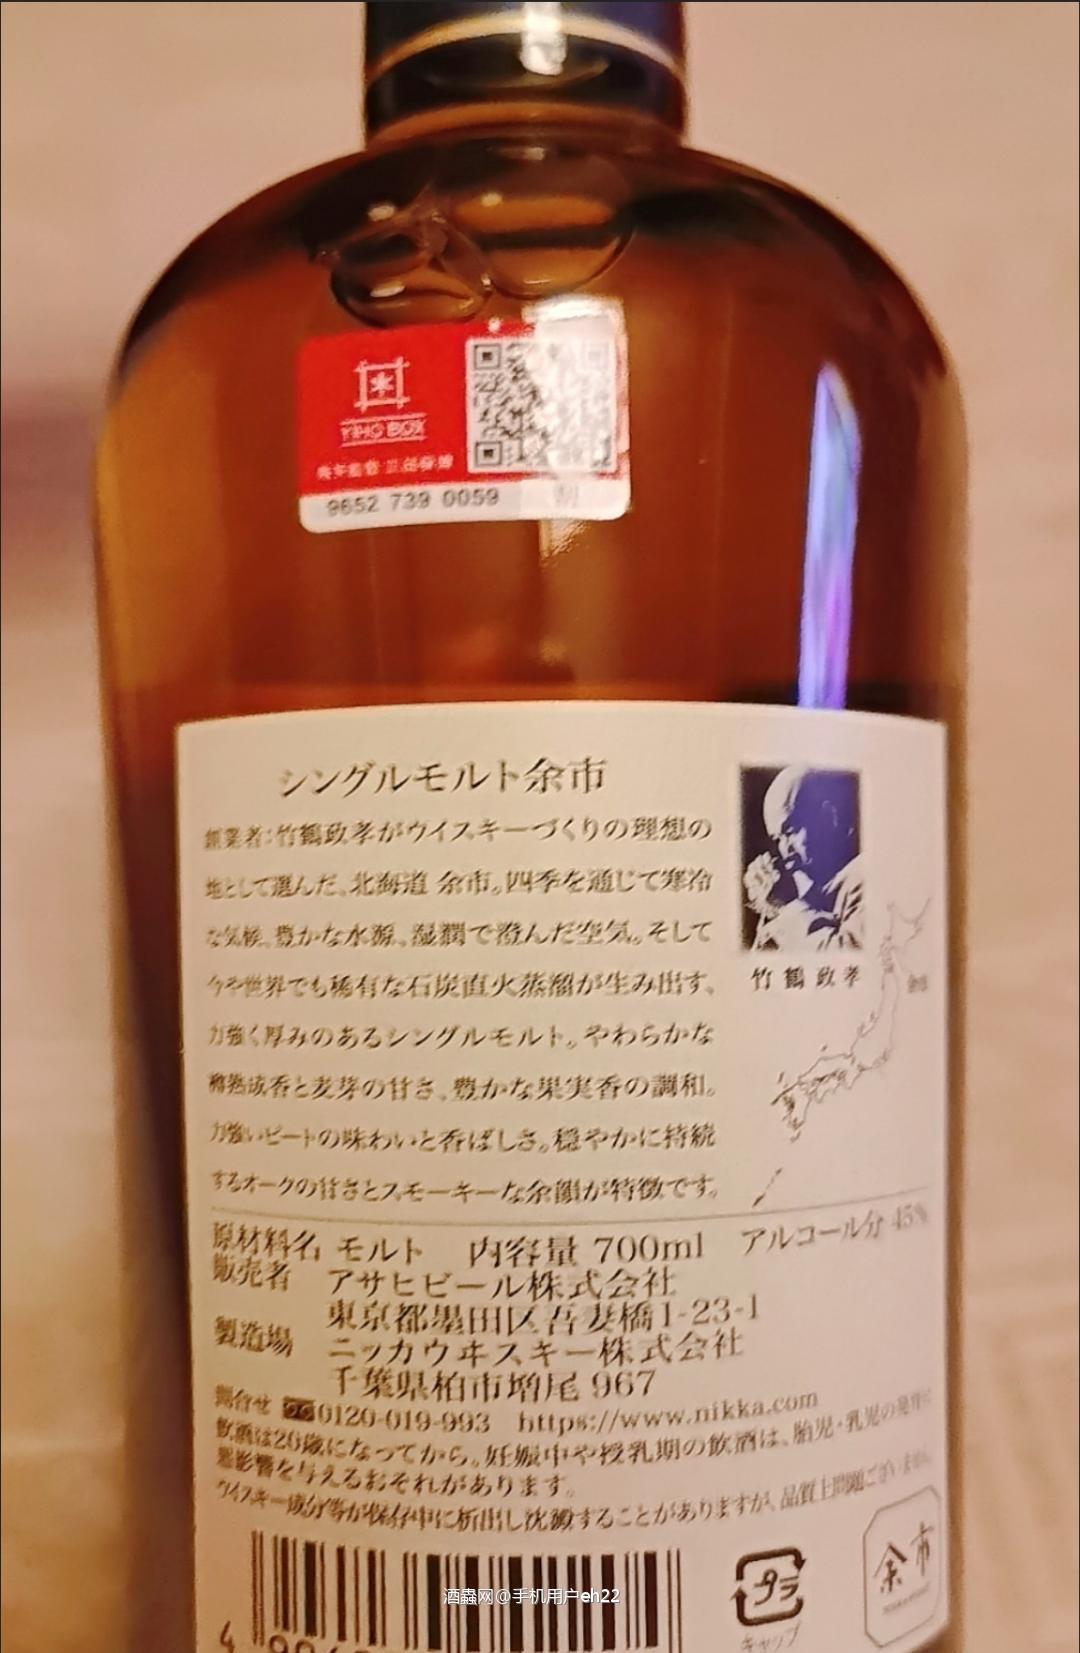 YIHO BOX
9652 739 0059
シングルモルト余市
創業者:竹鶴政孝がウイスキーづくりの理想の
地として選んだ、北海道 余市。四季を通じて寒冷
な気候、豊かな水源、湿潤で澄んだ空気。そして
今や世界でも稀有な石炭直火蒸溜が生み出す、
力強く厚みのあるシングルモルト。やわらかな
樽熟成香と麦芽の甘さ、豊かな果実香の調和。
力強いピートの味わいと香ばしさ。穏やかに持続
するオークの甘さとスモーキーな余韻が特徴です。
竹鶴政孝
余市
原材料名 モルト 内容量 700ml アルコール分 45%
販売者 アサヒビール株式会社
東京都墨田区吾妻橋1-23-1
製造場 ニッカウヰスキー株式会社
千葉県柏市増尾967
問合せ 0120-019-993 https://www.nikka.com
飲酒は20歳になってから。妊娠中や授乳期の飲酒は、胎児・乳児の発育に
悪影響を与えるおそれがあります。
ウイスキー成分等が保存中に析出し沈澱することがありますが、品質上問題ございません。
余市
プラ
キャップ
酒蠹网@手机用户eh22